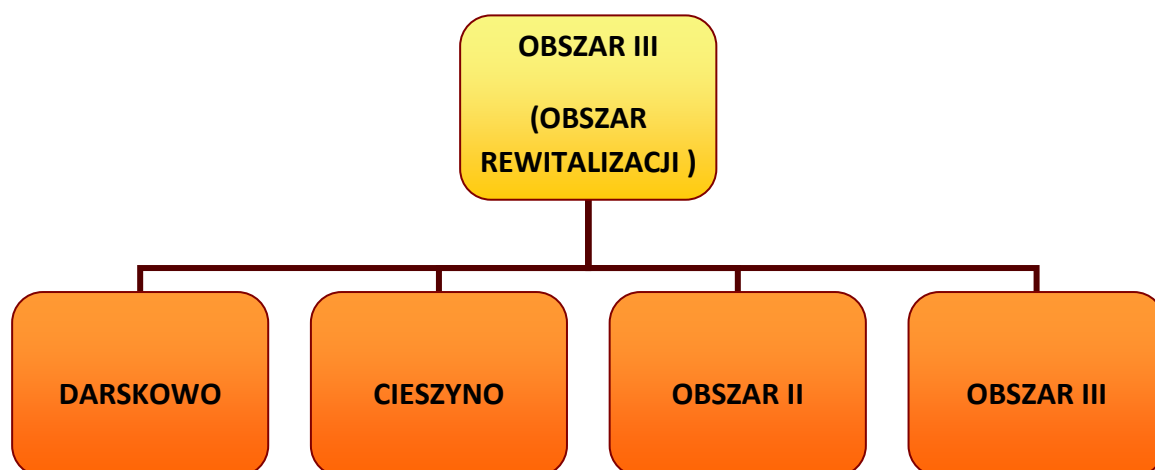 OBSZAR III
(OBSZAR
REWITALIZACJI )
DARSKOWO
CIESZYNO
OBSZAR II
OBSZAR III